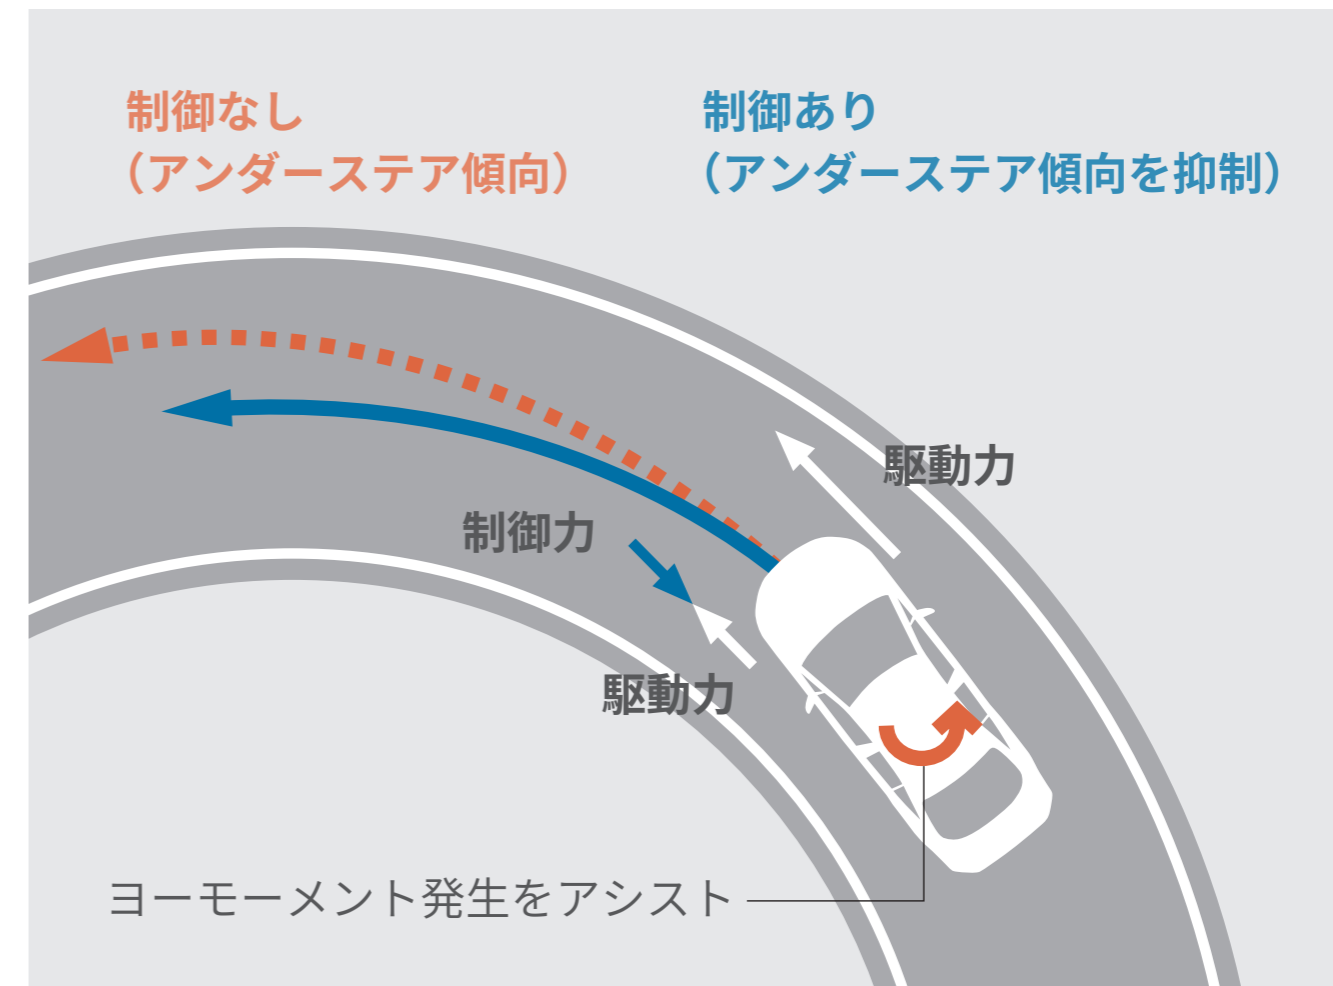 制御なし
（アンダーステア傾向）
制御あり
（アンダーステア傾向を抑制）
駆動力
制御力
駆動力
ヨーモーメント発生をアシスト